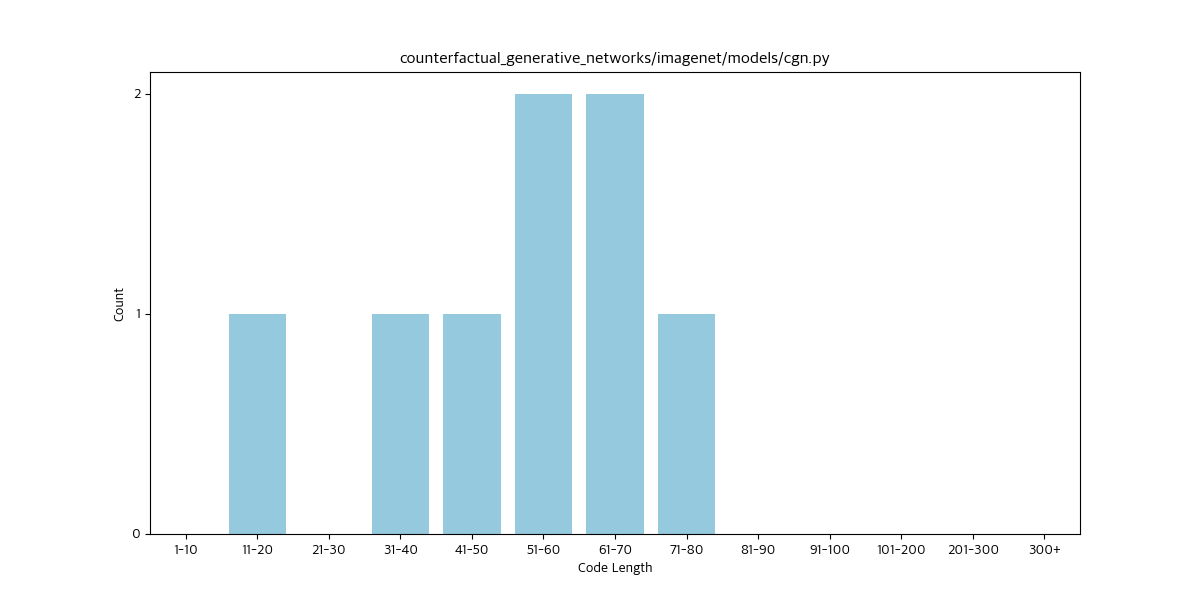 counterfactual_generative_networks/imagenet/models/cgn.py
2
1
0
Count
1-10 11-20 21-30 31-40 41-50 51-60 61-70 71-80 81-90 91-100 101-200 201-300 300+
Code Length